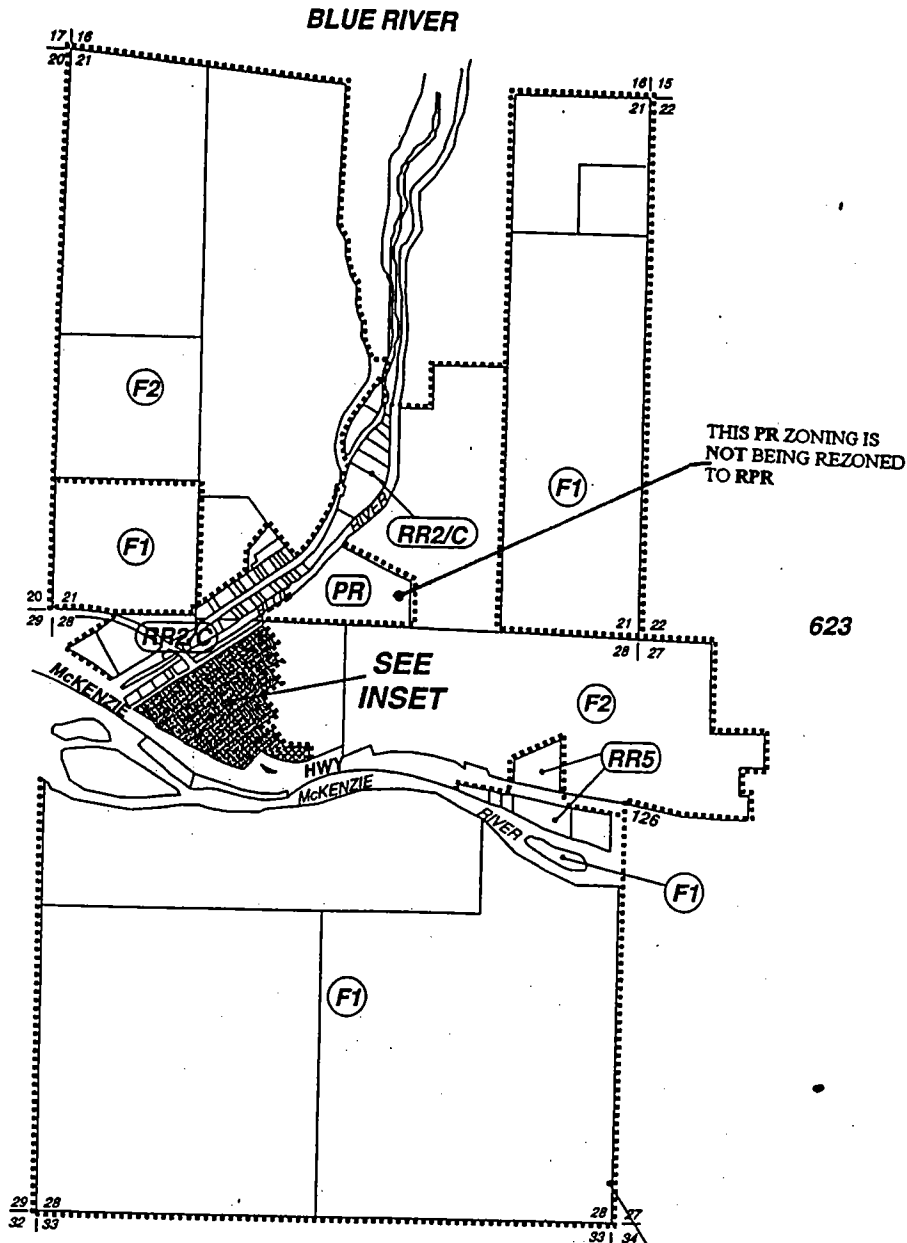 BLUE RIVER
17 16
20 21
16 15
21 22
F2
THIS PR ZONING IS
NOT BEING REZONED
TO RPR
F1
F1
RR2/C
RIVER
PR
20 21
29 28
RR2/C
21 22
28 27
623
SEE
INSET
McKENZIE
F2
HWY
RR5
McKENZIE
RIVER
126
F1
F1
29 28
32 33
28 27
33 34